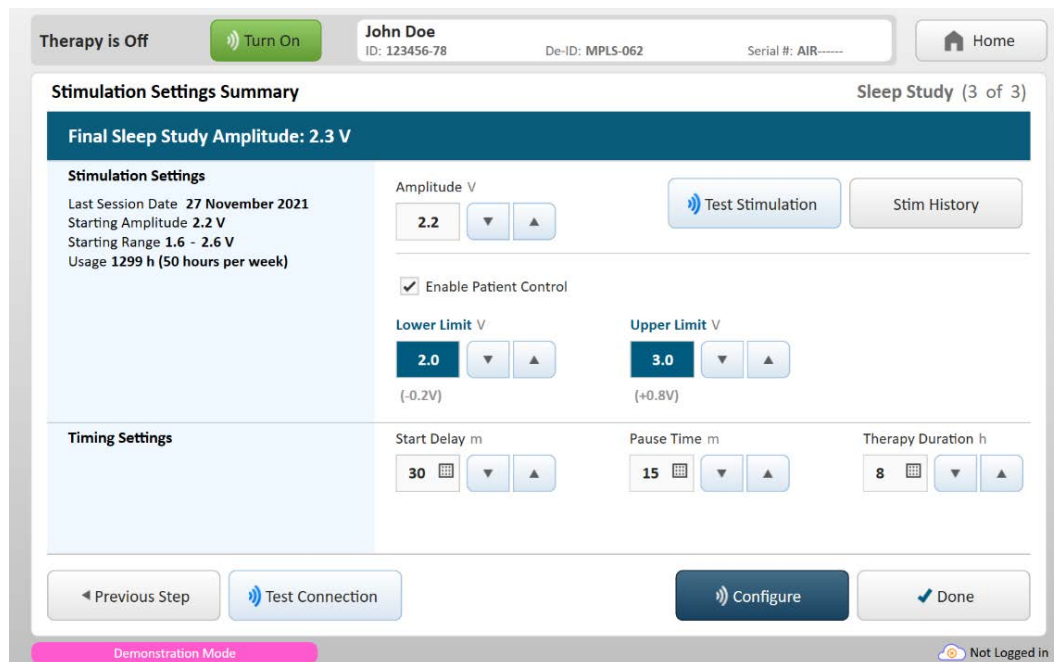 Therapy is Off
Turn On
John Doe
ID: 123456-78 De-ID: MPLS-062 Serial #: AIR------
Home
Stimulation Settings Summary
Sleep Study (3 of 3)
Final Sleep Study Amplitude: 2.3 V
Stimulation Settings
Last Session Date 27 November 2021
Starting Amplitude 2.2 V
Starting Range 1.6 - 2.6 V
Usage 1299 h (50 hours per week)
Amplitude V
2.2
Test Stimulation
Stim History
Enable Patient Control
Lower Limit V Upper Limit V
2.0 3.0
(-0.2V) (+0.8V)
Timing Settings
Start Delay m Pause Time m Therapy Duration h
30 15 8
Previous Step
Test Connection
Configure
Done
Demonstration Mode
Not Logged in